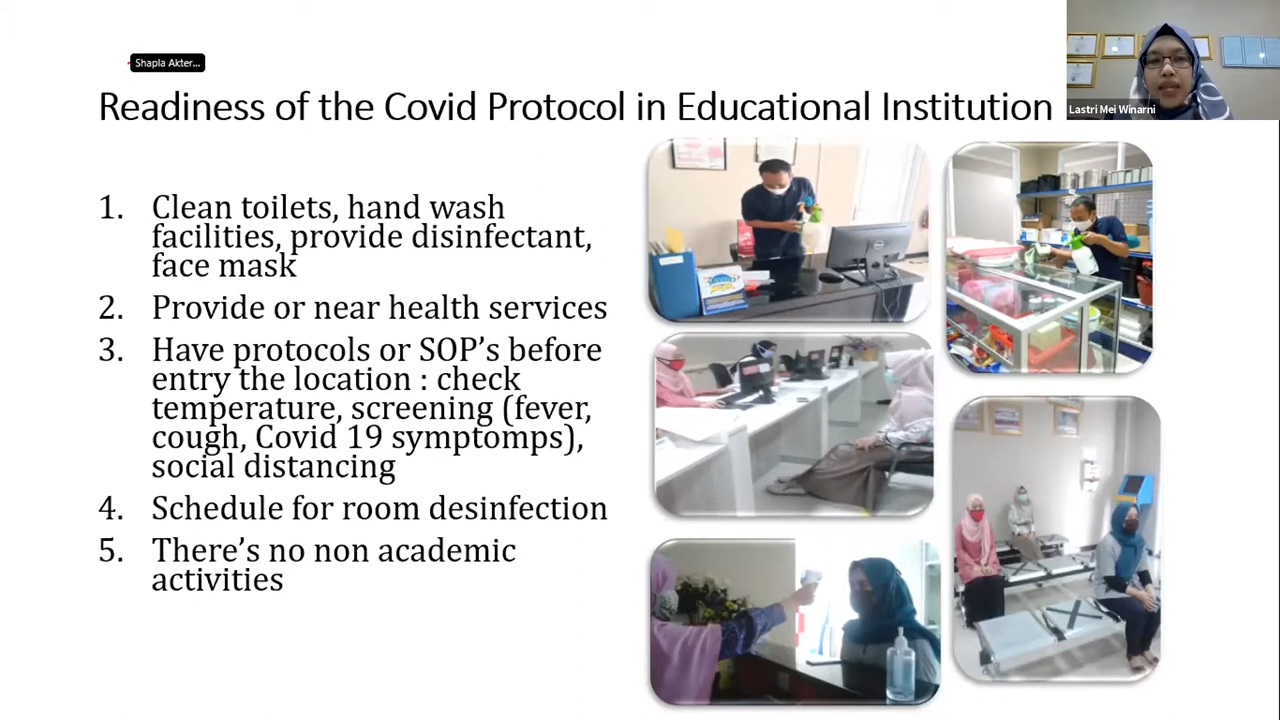 Shapla Akter...
Readiness of the Covid Protocol in Educational Institution
Lastri Mei Winarni
1. Clean toilets, hand wash
facilities, provide disinfectant,
face mask
2. Provide or near health services
3. Have protocols or SOP's before
entry the location : check
temperature, screening (fever,
cough, Covid 19 symptomps),
social distancing
4. Schedule for room desinfection
5. There's no non academic
activities